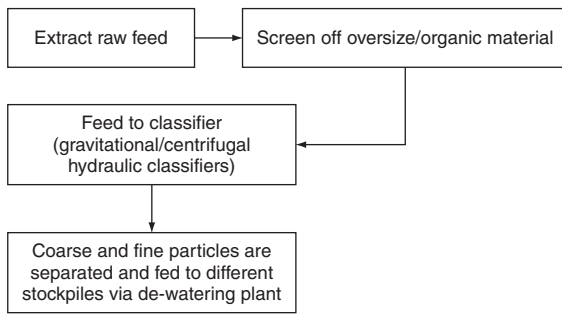 Extract raw feed
Screen off oversize/organic material
Feed to classifier
(gravitational/centrifugal
hydraulic classifiers)
Coarse and fine particles are
separated and fed to different
stockpiles via de-watering plant